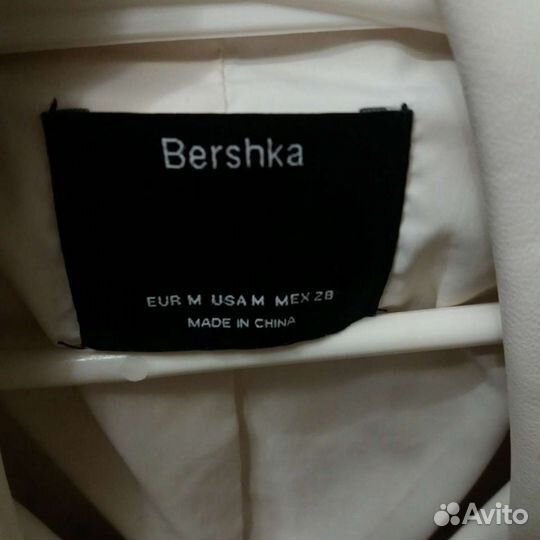 Bershka
EUR M USA M MEX 28
MADE IN CHINA
Avito